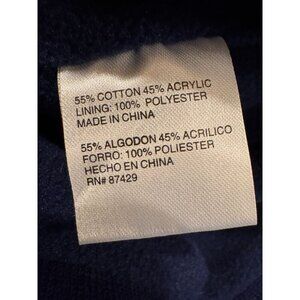 55% COTTON 45% ACRYLIC
LINING: 100% POLYESTER
MADE IN CHINA
55% ALGODON 45% ACRILICO
FORRO: 100% POLIESTER
HECHO EN CHINA
RN# 87429